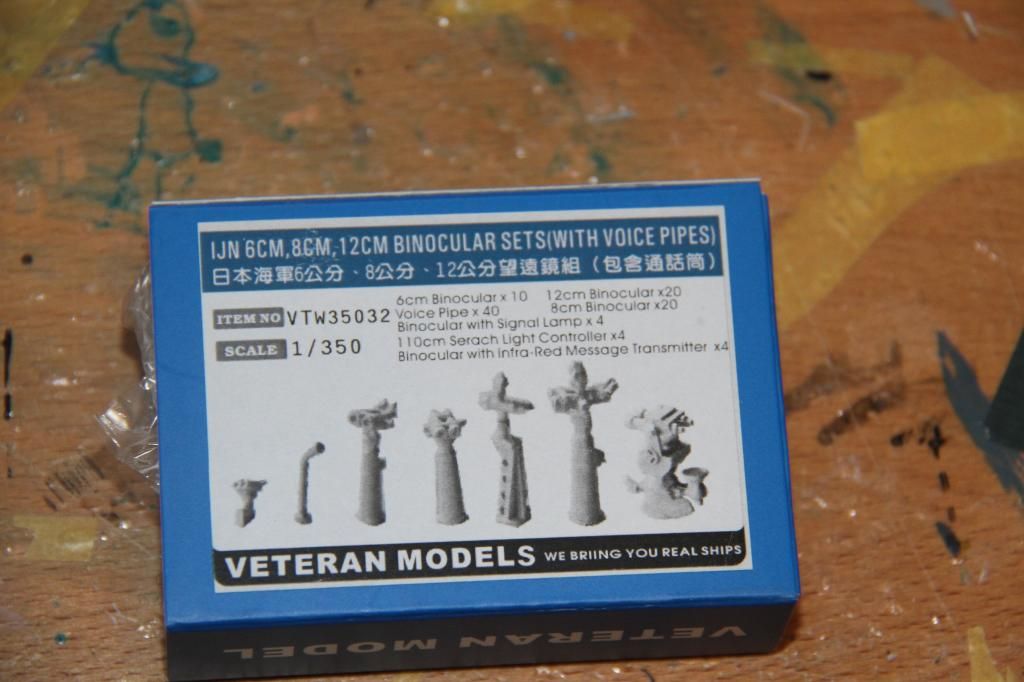 IJN 6CM,8CM,12CM BINOCULAR SETS(WITH VOICE PIPES)
日本海軍6公分、8公分、12公分望遠鏡組（包含通話筒）
ITEM NO VTW35032
SCALE 1/350
6cm Binocular x 10 12cm Binocular x20
Voice Pipe x 40 8cm Binocular x20
Binocular with Signal Lamp x 4
110cm Serach Light Controller x4
Binocular with Infra-Red Message Transmitter x4
VETERAN MODELS WE BRIING YOU REAL SHIPS
VETERAN MODEL